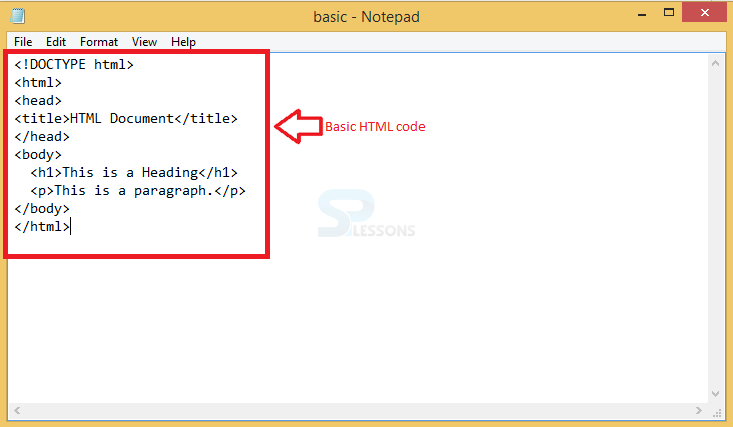 basic - Notepad
File Edit Format View Help
<!DOCTYPE html>
<html>
<head>
<title>HTML Document</title>
</head>
<body>
  <h1>This is a Heading</h1>
  <p>This is a paragraph.</p>
</body>
</html>
Basic HTML code
SP LESSONS